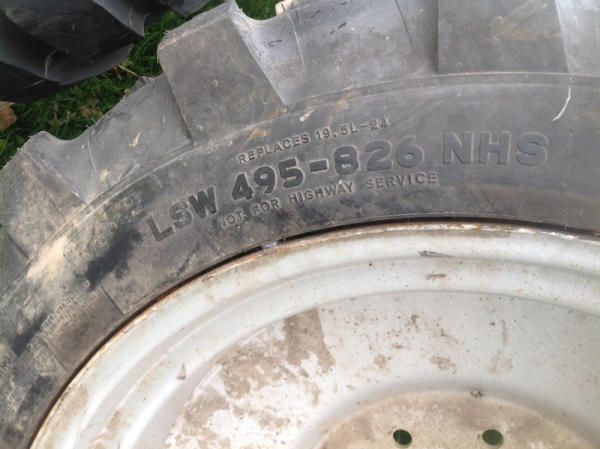 REPLACES 19.5L-24
LSW 495-826 NHS
NOT FOR HIGHWAY SERVICE